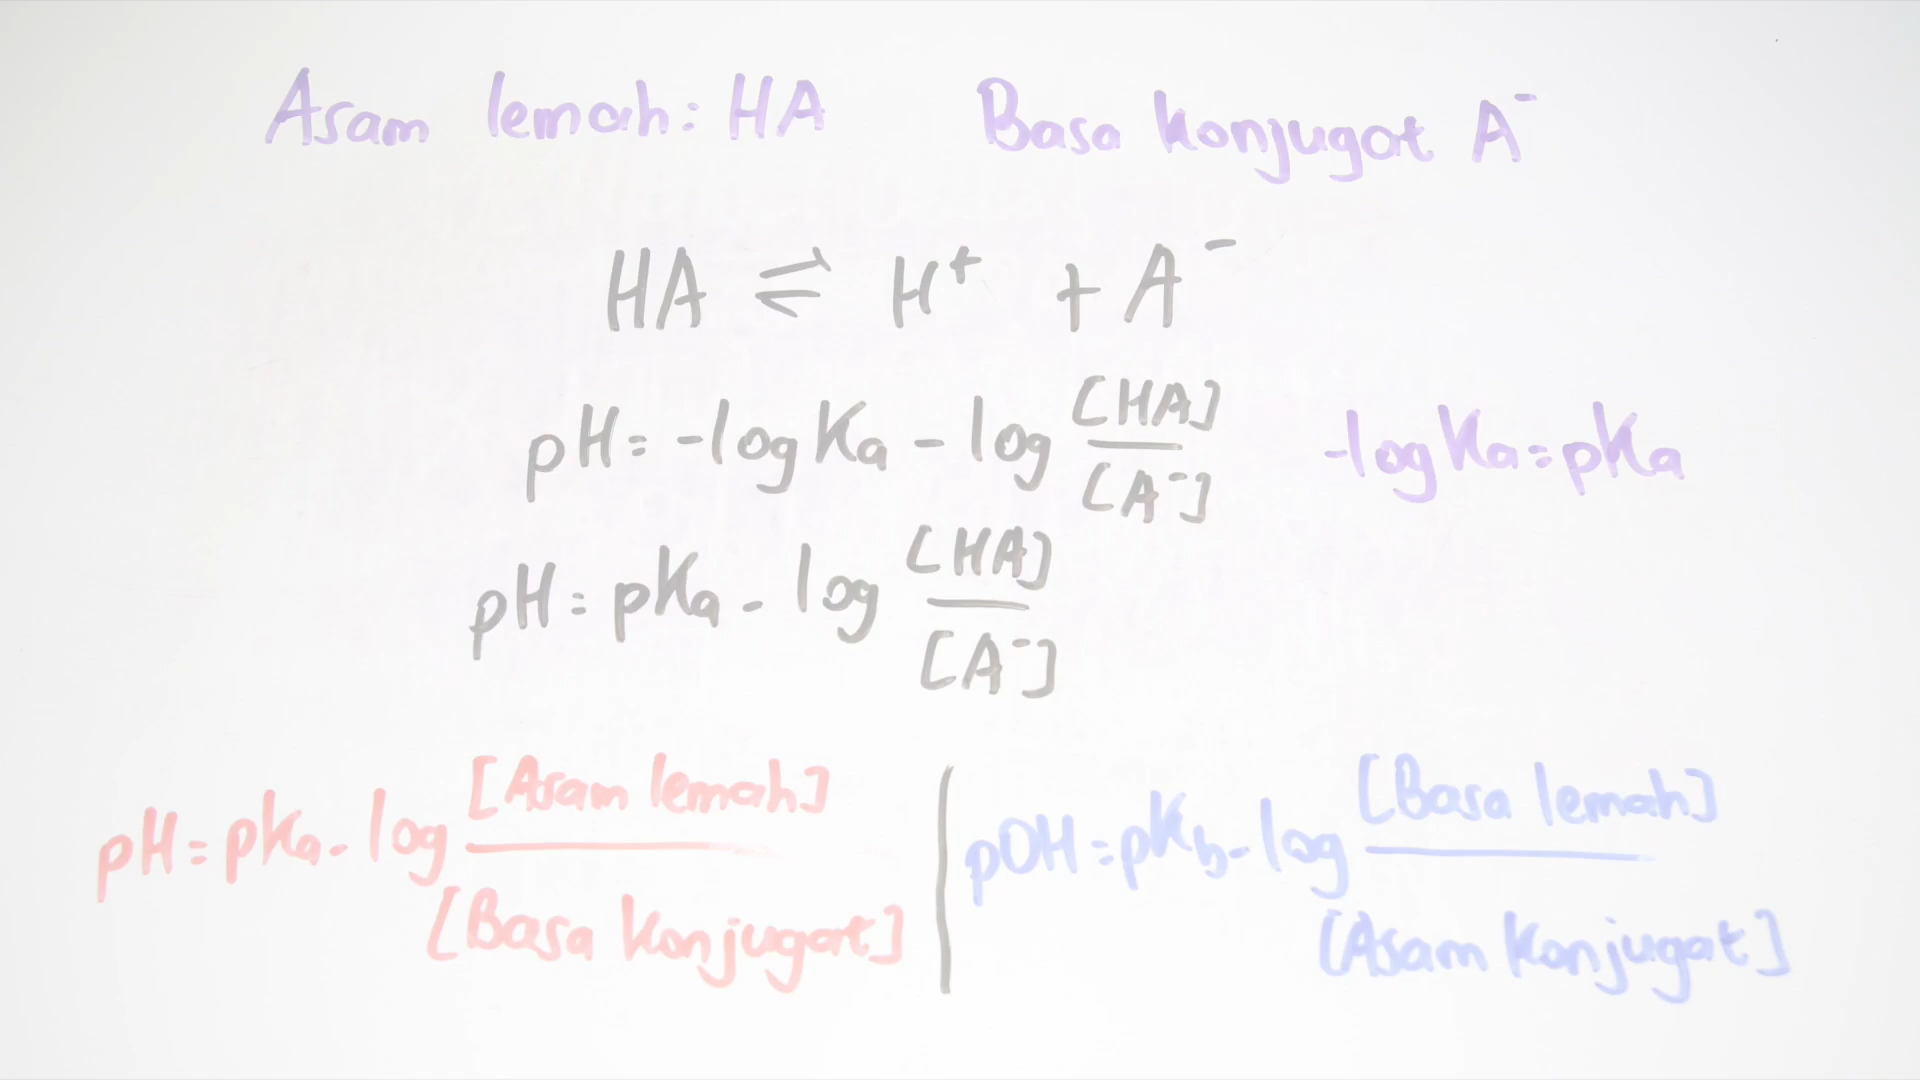 Asam lemah: HA Basa konjugat A⁻
HA ⇌ H⁺ + A⁻
pH = -log Ka - log [HA]/[A⁻] -log Ka = pKa
pH = pKa - log [HA]/[A⁻]
pH = pKa - log [Asam lemah]/[Basa konjugat]
pOH = pKb - log [Basa lemah]/[Asam konjugat]